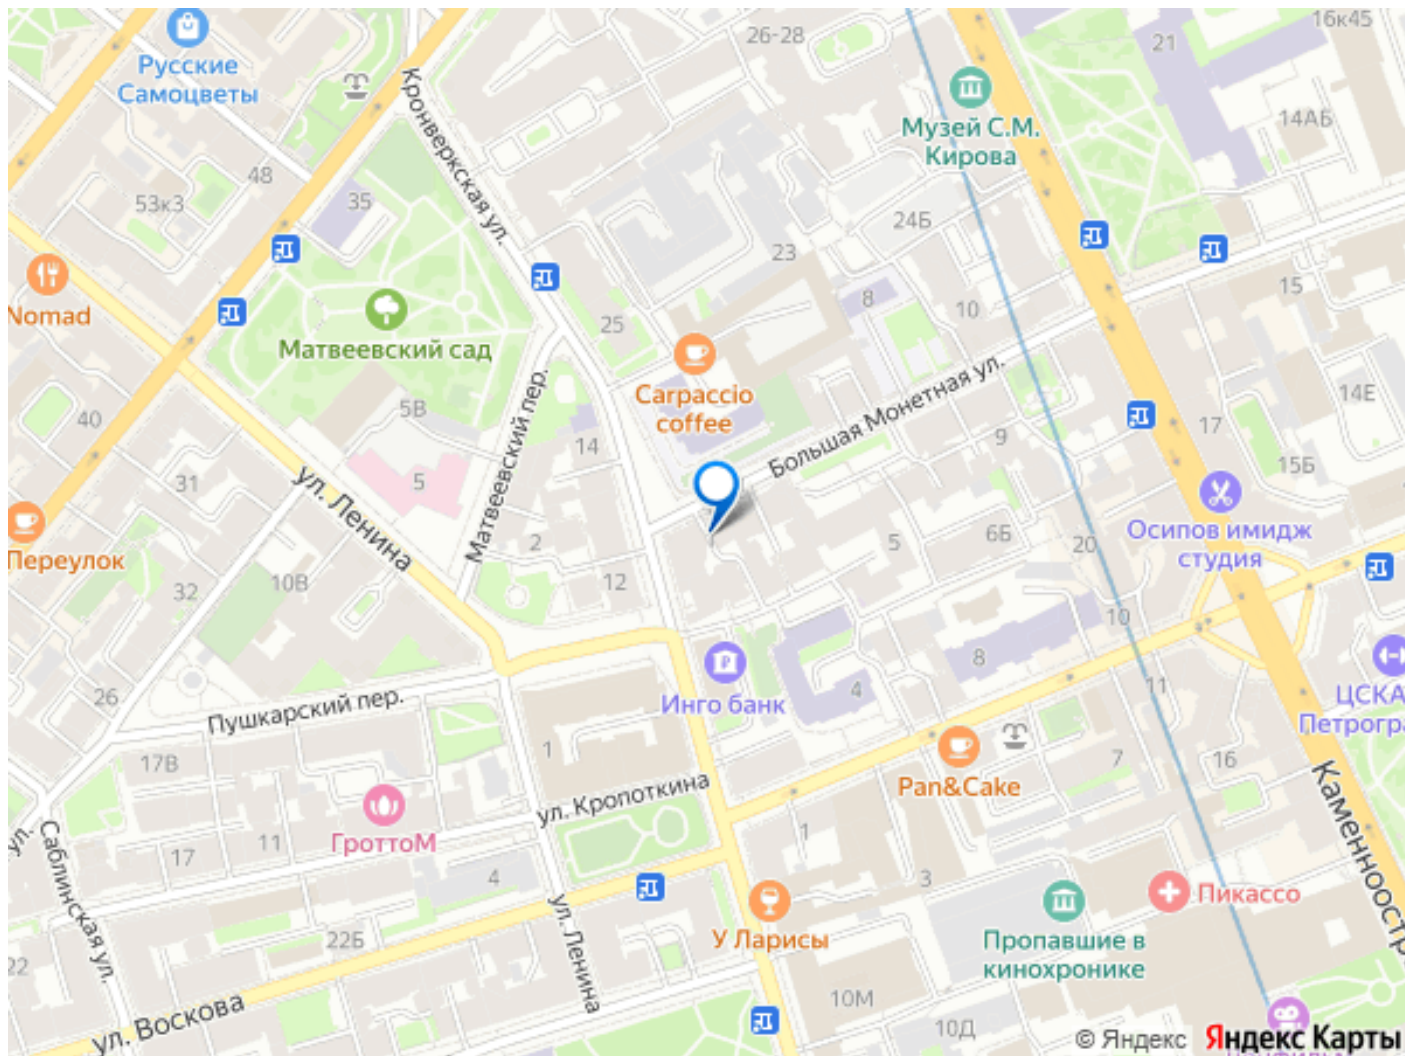 16к45
26-28
21
Русские
Самоцветы
Кронверкская ул.
Музей С.М.
Кирова
14АБ
48
53к3
35
24Б
23
Nomad
8
10
15
25
Матвеевский сад
Carpaccio
coffee
Большая Монетная ул.
14Е
40
5В
Матвеевский пер.
14
17
9
15Б
31
5
ул. Ленина
Осипов имидж
студия
Переулок
2
5
6Б
20
10В
32
12
10
8
11
26
Инго банк
4
ЦСКА
Петрогра
Пушкарский пер.
17В
1
7
16
Pan&Cake
ул. Кропоткина
ГроттоМ
ул.
Саблинская ул.
17
11
1
4
3
Каменноостр
Пикассо
У Ларисы
Пропавшие в
кинохронике
22Б
22
ул. Ленина
ул. Воскова
10М
10Д
© Яндекс Яндекс Карты